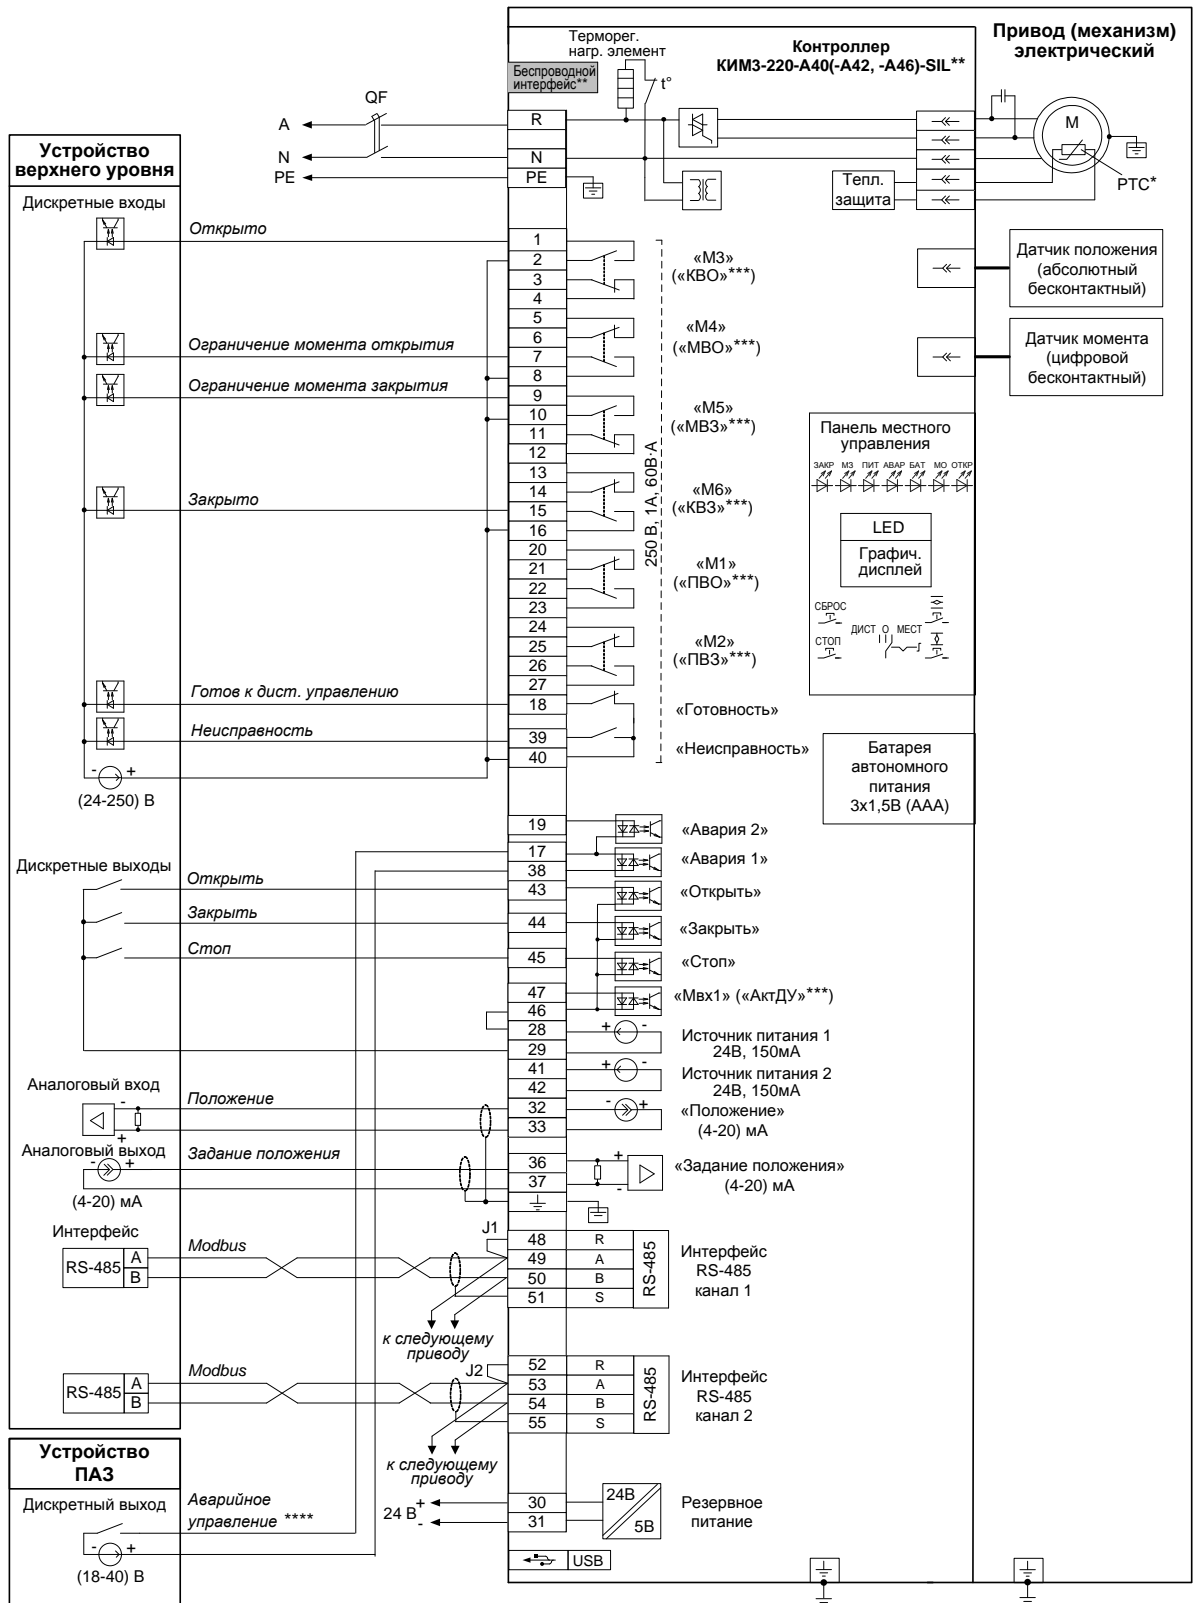 Привод (механизм)
электрический
Контроллер
КИМ3-220-А40(-А42, -А46)-SIL**
Терморег.
нагр. элемент
Беспроводной
интерфейс**
t°
QF
A
R
N
N
PE
PE
M
PTC*
Тепл.
защита
Устройство
верхнего уровня
Дискретные входы
Открыто
1
2
3
4
«М3»
(«КВО»***)
Датчик положения
(абсолютный
бесконтактный)
5
6
7
8
«М4»
(«МВО»***)
Ограничение момента открытия
Датчик момента
(цифровой
бесконтактный)
Ограничение момента закрытия
9
10
11
12
«М5»
(«МВЗ»***)
250 В, 1А, 60В·А
Панель местного
управления
ЗАКР МЗ ПИТ АВАР БАТ МО ОТКР
13
14
15
16
«М6»
(«КВЗ»***)
Закрыто
LED
Графич.
дисплей
20
21
22
23
«М1»
(«ПВО»***)
СБРОС
СТОП
ДИСТ О МЕСТ
24
25
26
27
«М2»
(«ПВЗ»***)
Готов к дист. управлению
18
«Готовность»
Неисправность
39
40
«Неисправность»
Батарея
автономного
питания
3х1,5В (ААА)
- +
(24-250) В
19
«Авария 2»
17
38
«Авария 1»
Дискретные выходы
Открыть
43
«Открыть»
Закрыть
44
«Закрыть»
Стоп
45
«Стоп»
47
46
«Мвх1» («АктДУ»***)
28
29
+ -
Источник питания 1
24В, 150мА
41
42
+ -
Источник питания 2
24В, 150мА
Аналоговый вход
-
+
Положение
32
33
- +
«Положение»
(4-20) мА
Аналоговый выход
- +
(4-20) мА
Задание положения
36
37
+
-
«Задание положения»
(4-20) мА
Интерфейс
RS-485
A
B
Modbus
J1
48 R
49 A
50 B
51 S
RS-485
Интерфейс
RS-485
канал 1
к следующему
приводу
RS-485
A
B
Modbus
J2
52 R
53 A
54 B
55 S
RS-485
Интерфейс
RS-485
канал 2
к следующему
приводу
Устройство
ПАЗ
Дискретный выход
Аварийное
управление ****
- +
(18-40) В
24 В
+
-
30
31
24В
5В
Резервное
питание
USB